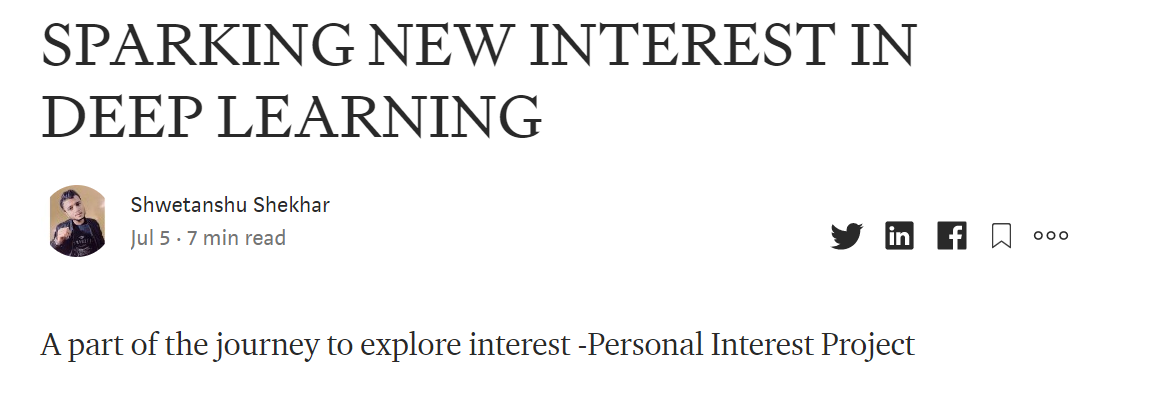 SPARKING NEW INTEREST IN
DEEP LEARNING
Shwetanshu Shekhar
Jul 5 · 7 min read
A part of the journey to explore interest -Personal Interest Project